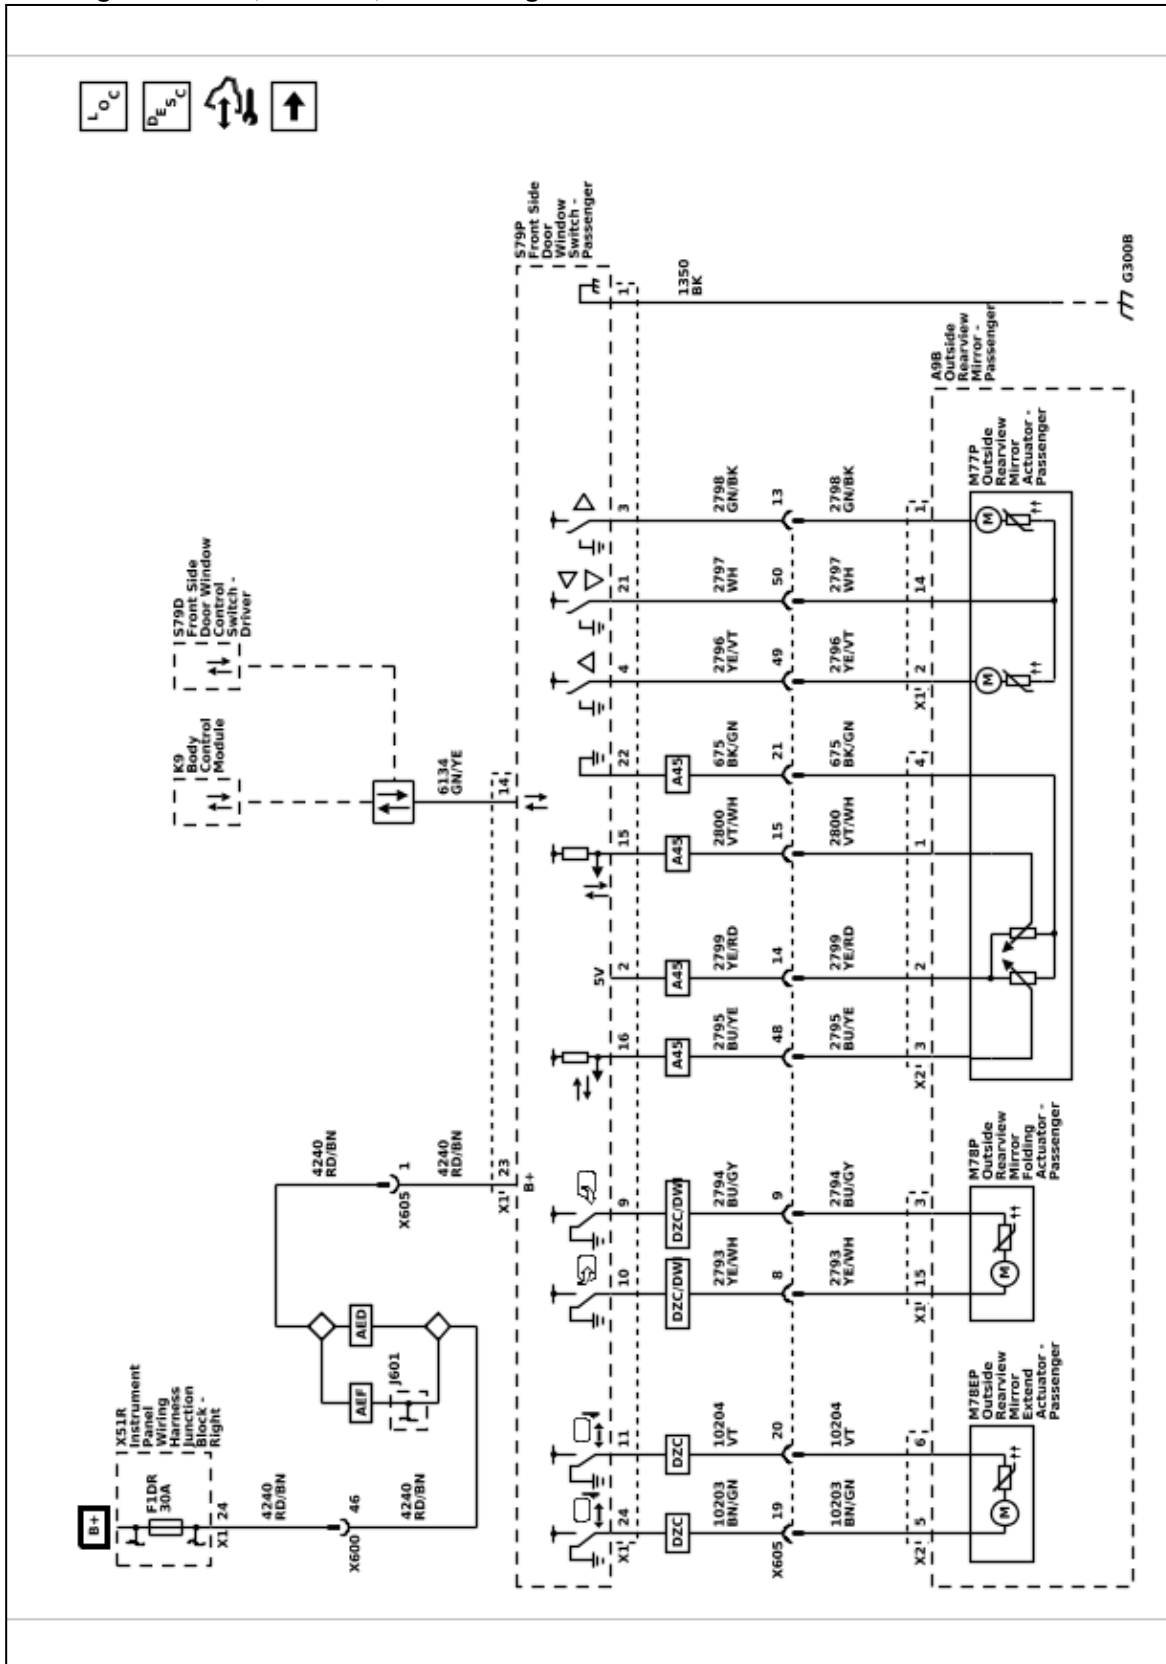 B+
X51R
Instrument
Panel
Wiring
Harness
Junction
Block -
Right
F1DR
30A
X1
24
4240
RD/BN
X600
46
4240
RD/BN
AEF
AED
J601
4240
RD/BN
X605
1
4240
RD/BN
X1
23
B+
K9
Body
Control
Module
S79D
Front Side
Door Window
Control
Switch -
Driver
6134
GN/YE
14
LOC
DESC
S79P
Front Side
Door
Window
Switch -
Passenger
5V
X1
24
11
10
9
16
2
15
22
4
21
3
1
DZC
DZC
DZC/DWI
DZC/DWI
A45
A45
A45
A45
10203
BN/GN
10204
VT
2793
YE/WH
2794
BU/GY
2795
BU/YE
2799
YE/RD
2800
VT/WH
675
BK/GN
2796
YE/VT
2797
WH
2798
GN/BK
1350
BK
X605
19
20
8
9
48
14
15
21
49
50
13
10203
BN/GN
10204
VT
2793
YE/WH
2794
BU/GY
2795
BU/YE
2799
YE/RD
2800
VT/WH
675
BK/GN
2796
YE/VT
2797
WH
2798
GN/BK
X2
5
6
X1
15
3
X2
3
2
1
4
X1
2
14
1
A9B
Outside
Rearview
Mirror -
Passenger
M78EP
Outside
Rearview
Mirror
Extend
Actuator -
Passenger
M
M78P
Outside
Rearview
Mirror
Folding
Actuator -
Passenger
M
M77P
Outside
Rearview
Mirror
Actuator -
Passenger
M
M
G300B